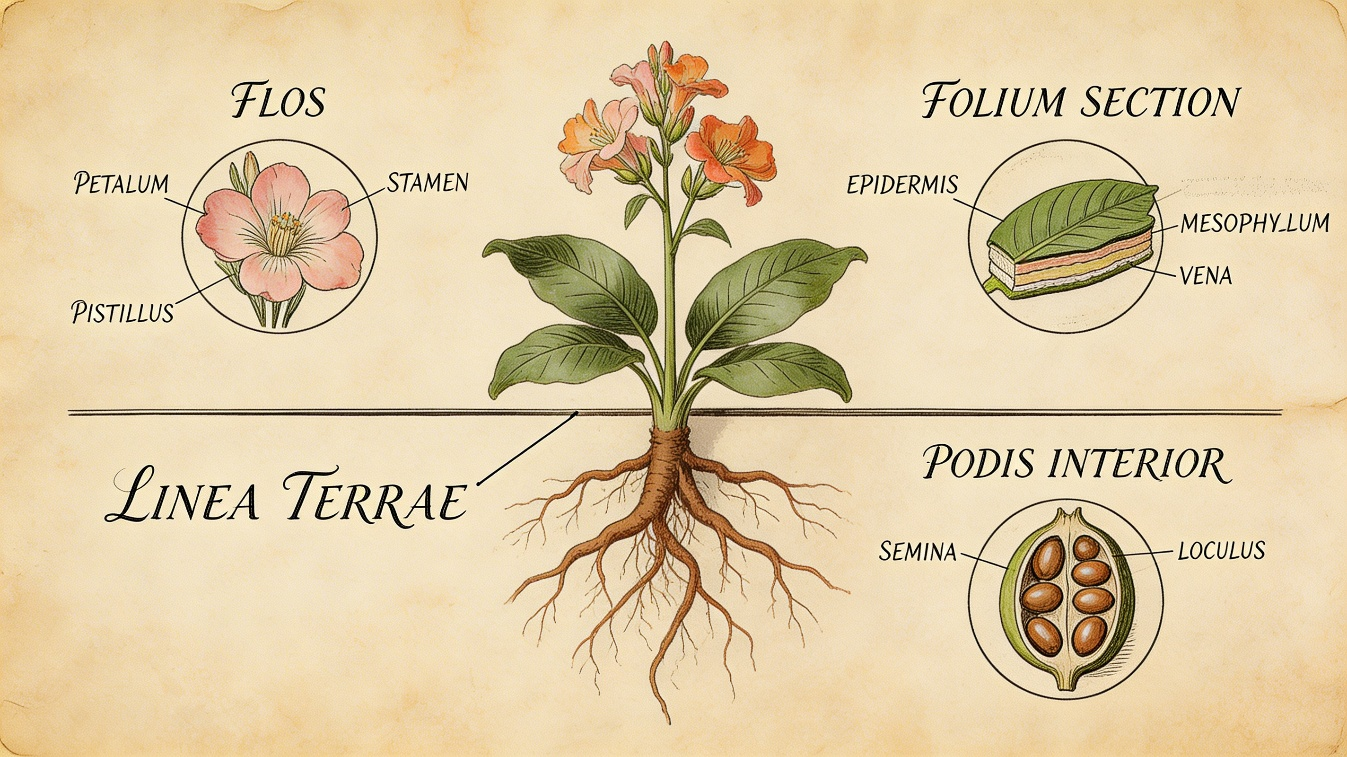 FLOS
PETALUM
STAMEN
PISTILLUS
FOLIUM SECTION
EPIDERMIS
MESOPHY_LUM
VENA
LINEA TERRAE
PODIS INTERIOR
SEMINA
LOCULUS